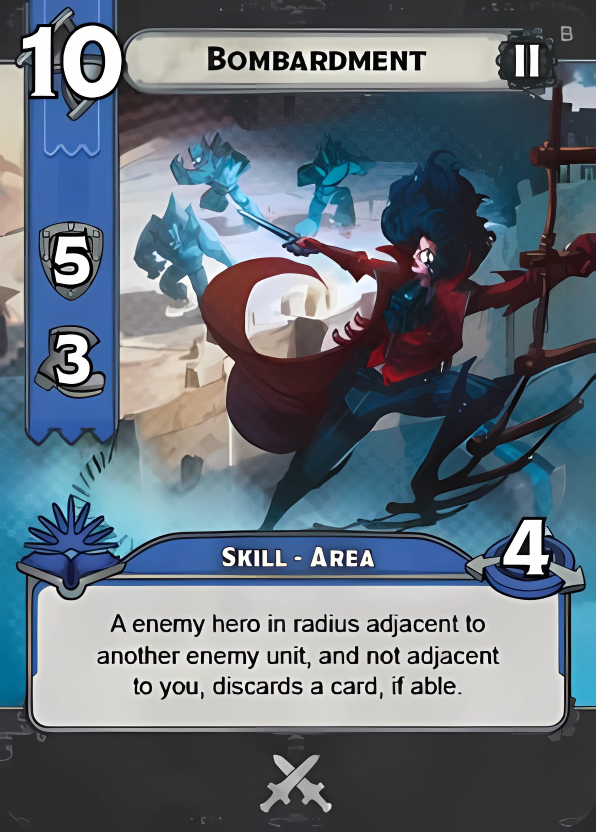 10
BOMBARDMENT
II
B
5
3
SKILL - AREA
4
A enemy hero in radius adjacent to
another enemy unit, and not adjacent
to you, discards a card, if able.